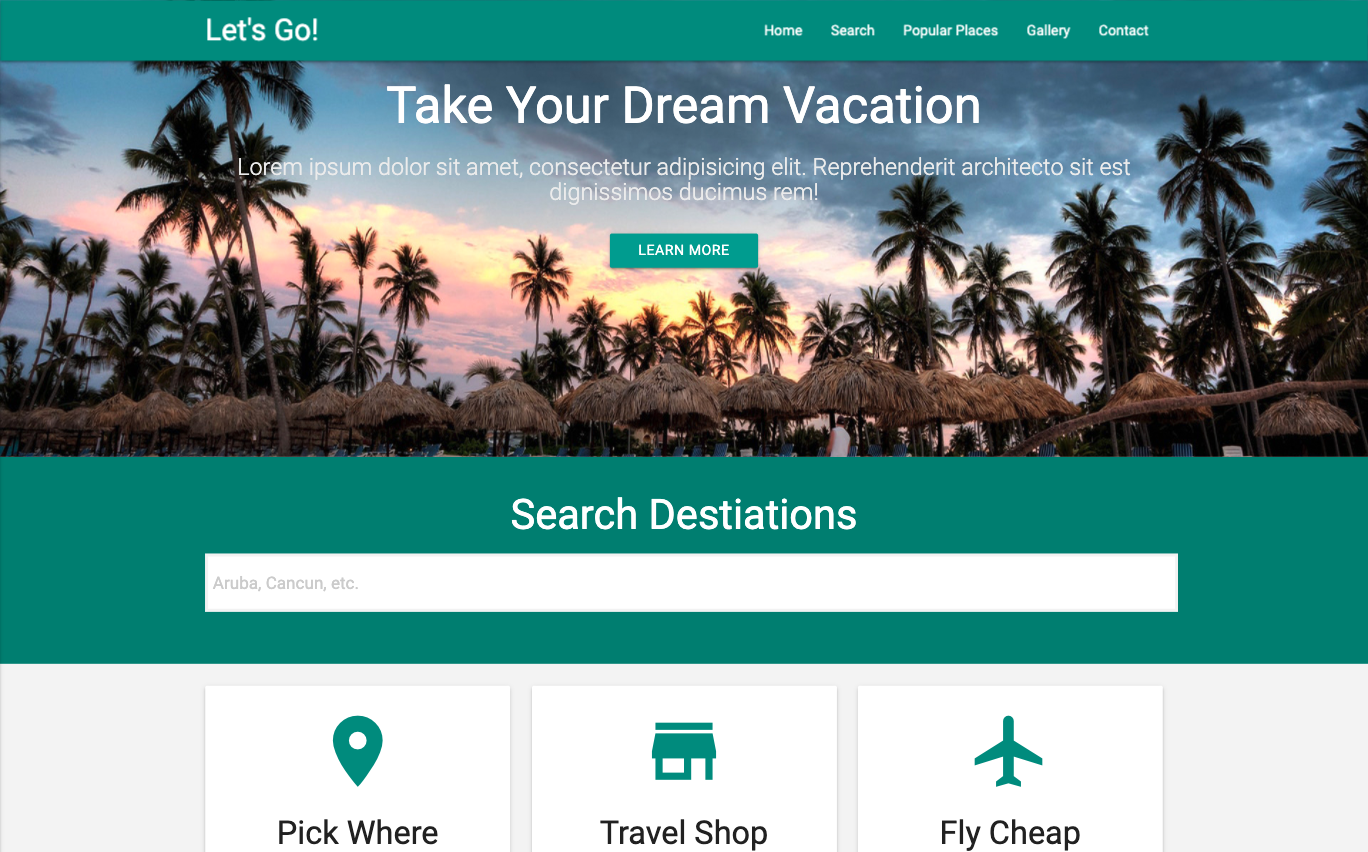 Let's Go!
Home Search Popular Places Gallery Contact
Take Your Dream Vacation
Lorem ipsum dolor sit amet, consectetur adipisicing elit. Reprehenderit architecto sit est
dignissimos ducimus rem!
LEARN MORE
Search Destiations
Aruba, Cancun, etc.
Pick Where
Travel Shop
Fly Cheap